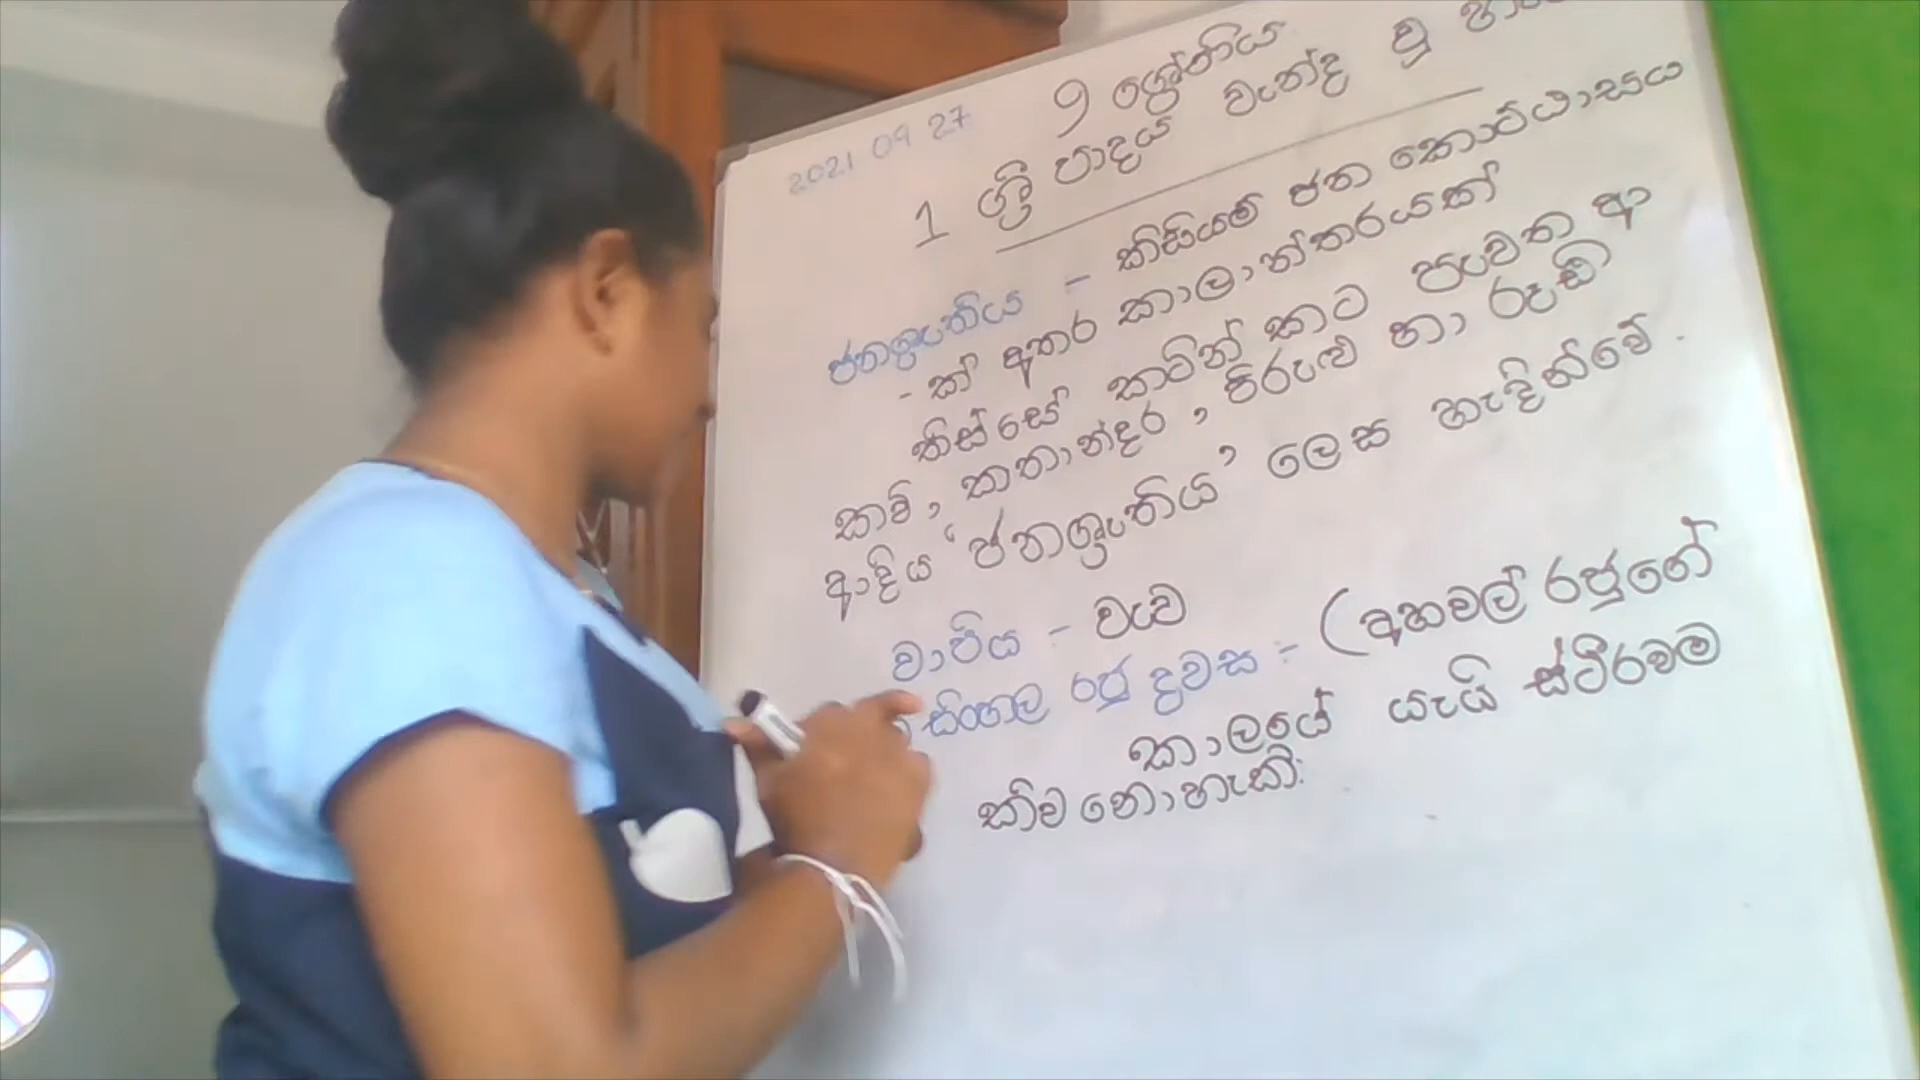 2021 09 27
9 ශ්‍රේණිය
1 ශ්‍රී පාදය වැන්ද වූ
ජනශ්‍රැතිය - කිසියම් ජන කොට්ඨාසය
- ක් අතර කාලාන්තරයක්
තිස්සේ කටින් කට පැවත ආ
කවි, කතාන්දර, පිරුළු හා රූඩි
ආදිය 'ජනශ්‍රැතිය' ලෙස හැදින්වේ.
වාපිය - වැව
සිංහල රජු දවස :- (අහවල් රජුගේ
කාලයේ යැයි ස්ථිරවම
කිව නොහැකි.